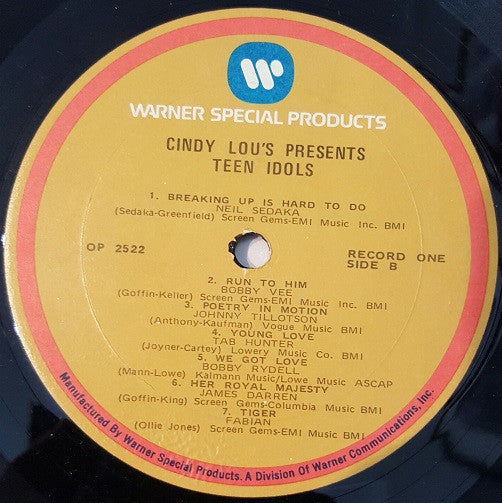 WARNER SPECIAL PRODUCTS
CINDY LOU'S PRESENTS
TEEN IDOLS
1. BREAKING UP IS HARD TO DO
NEIL SEDAKA
(Sedaka-Greenfield) Screen Gems-EMI Music Inc. BMI
OP 2522
RECORD ONE
SIDE B
2. RUN TO HIM
BOBBY VEE
(Goffin-Keller) Screen Gems-EMI Music Inc. BMI
3. POETRY IN MOTION
JOHNNY TILLOTSON
(Anthony-Kaufman) Vogue Music BMI
4. YOUNG LOVE
TAB HUNTER
(Joyner-Cartey) Lowery Music Co. BMI
5. WE GOT LOVE
BOBBY RYDELL
(Mann-Lowe) Kalmann Music/Lowe Music ASCAP
6. HER ROYAL MAJESTY
JAMES DARREN
(Goffin-King) Screen Gems-Columbia Music BMI
7. TIGER
FABIAN
(Ollie Jones) Screen Gems-EMI Music BMI
Manufactured By Warner Special Products. A Division Of Warner Communications, Inc.